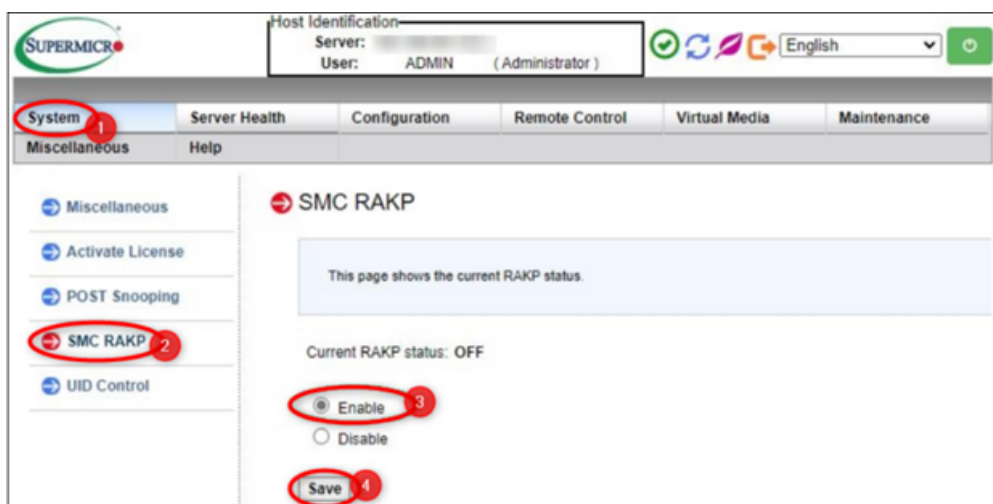 SUPERMICRO
Host Identification
Server:
User: ADMIN ( Administrator )
English
System 1 Server Health Configuration Remote Control Virtual Media Maintenance
Miscellaneous Help
Miscellaneous
Activate License
POST Snooping
SMC RAKP 2
UID Control
SMC RAKP
This page shows the current RAKP status.
Current RAKP status: OFF
Enable 3
Disable
Save 4